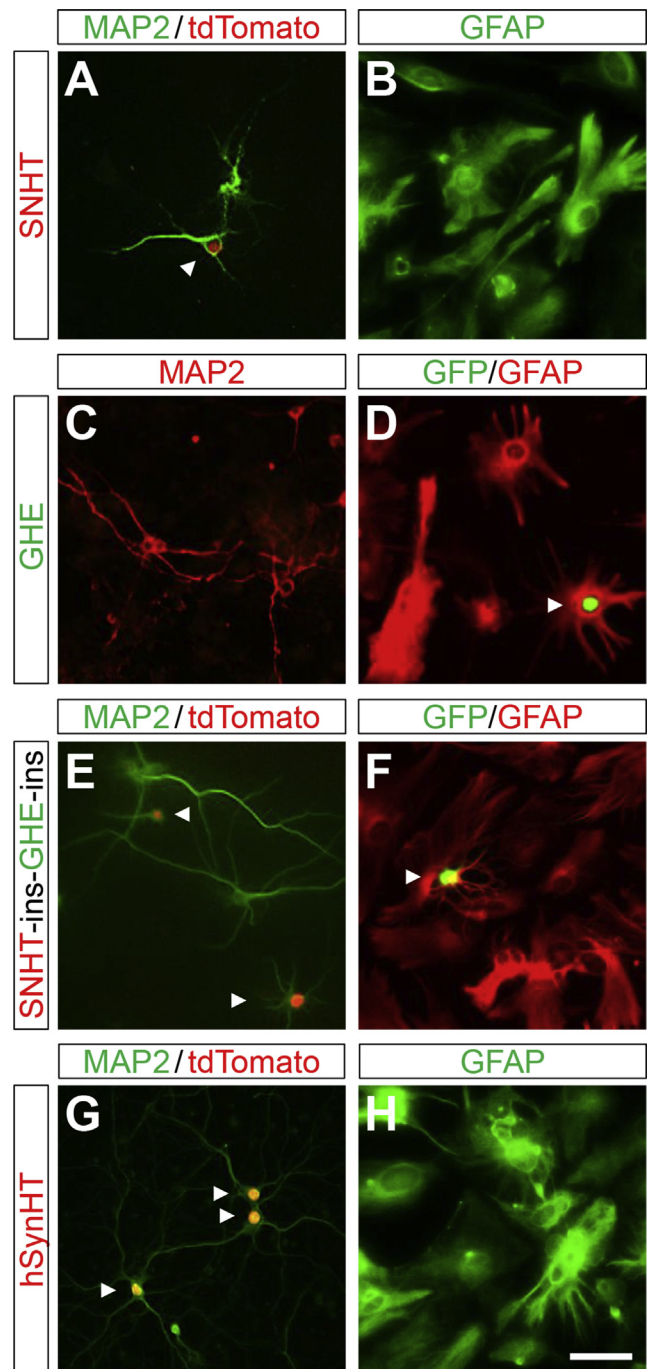 MAP2/tdTomato
GFAP
SNHT
A
B
MAP2
GFP/GFAP
GHE
C
D
MAP2/tdTomato
GFP/GFAP
SNHT-ins-GHE-ins
E
F
MAP2/tdTomato
GFAP
hSynHT
G
H